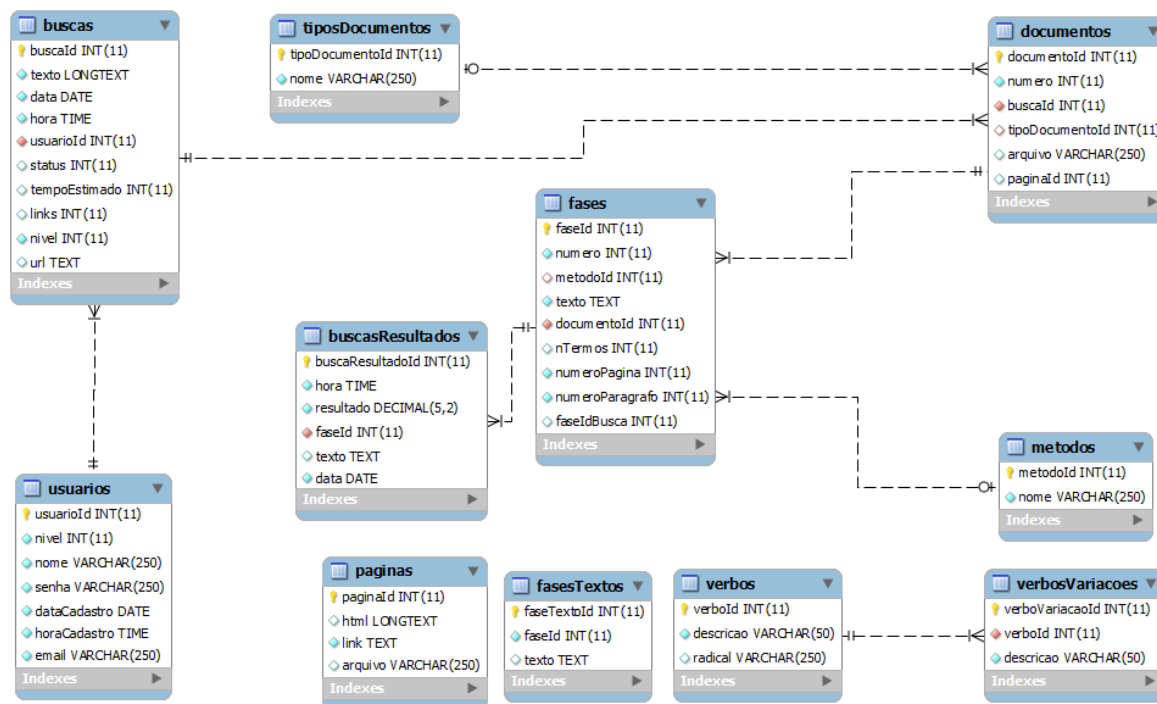 buscas
buscaId INT(11)
texto LONGTEXT
data DATE
hora TIME
usuarioId INT(11)
status INT(11)
tempoEstimado INT(11)
links INT(11)
nivel INT(11)
url TEXT
Indexes
tiposDocumentos
tipoDocumentoId INT(11)
nome VARCHAR(250)
Indexes
documentos
documentoId INT(11)
numero INT(11)
buscaId INT(11)
tipoDocumentoId INT(11)
arquivo VARCHAR(250)
paginaId INT(11)
Indexes
fases
faseId INT(11)
numero INT(11)
metodoId INT(11)
texto TEXT
documentoId INT(11)
nTermos INT(11)
numeroPagina INT(11)
numeroParagrafo INT(11)
faseIdBusca INT(11)
Indexes
buscasResultados
buscaResultadoId INT(11)
hora TIME
resultado DECIMAL(5,2)
faseId INT(11)
texto TEXT
data DATE
Indexes
metodos
metodoId INT(11)
nome VARCHAR(250)
Indexes
usuarios
usuarioId INT(11)
nivel INT(11)
nome VARCHAR(250)
senha VARCHAR(250)
dataCadastro DATE
horaCadastro TIME
email VARCHAR(250)
Indexes
paginas
paginaId INT(11)
html LONGTEXT
link TEXT
arquivo VARCHAR(250)
Indexes
fasesTextos
faseTextoId INT(11)
faseId INT(11)
texto TEXT
Indexes
verbos
verboId INT(11)
descricao VARCHAR(50)
radical VARCHAR(250)
Indexes
verbosVariacoes
verboVariacaoId INT(11)
verboId INT(11)
descricao VARCHAR(50)
Indexes